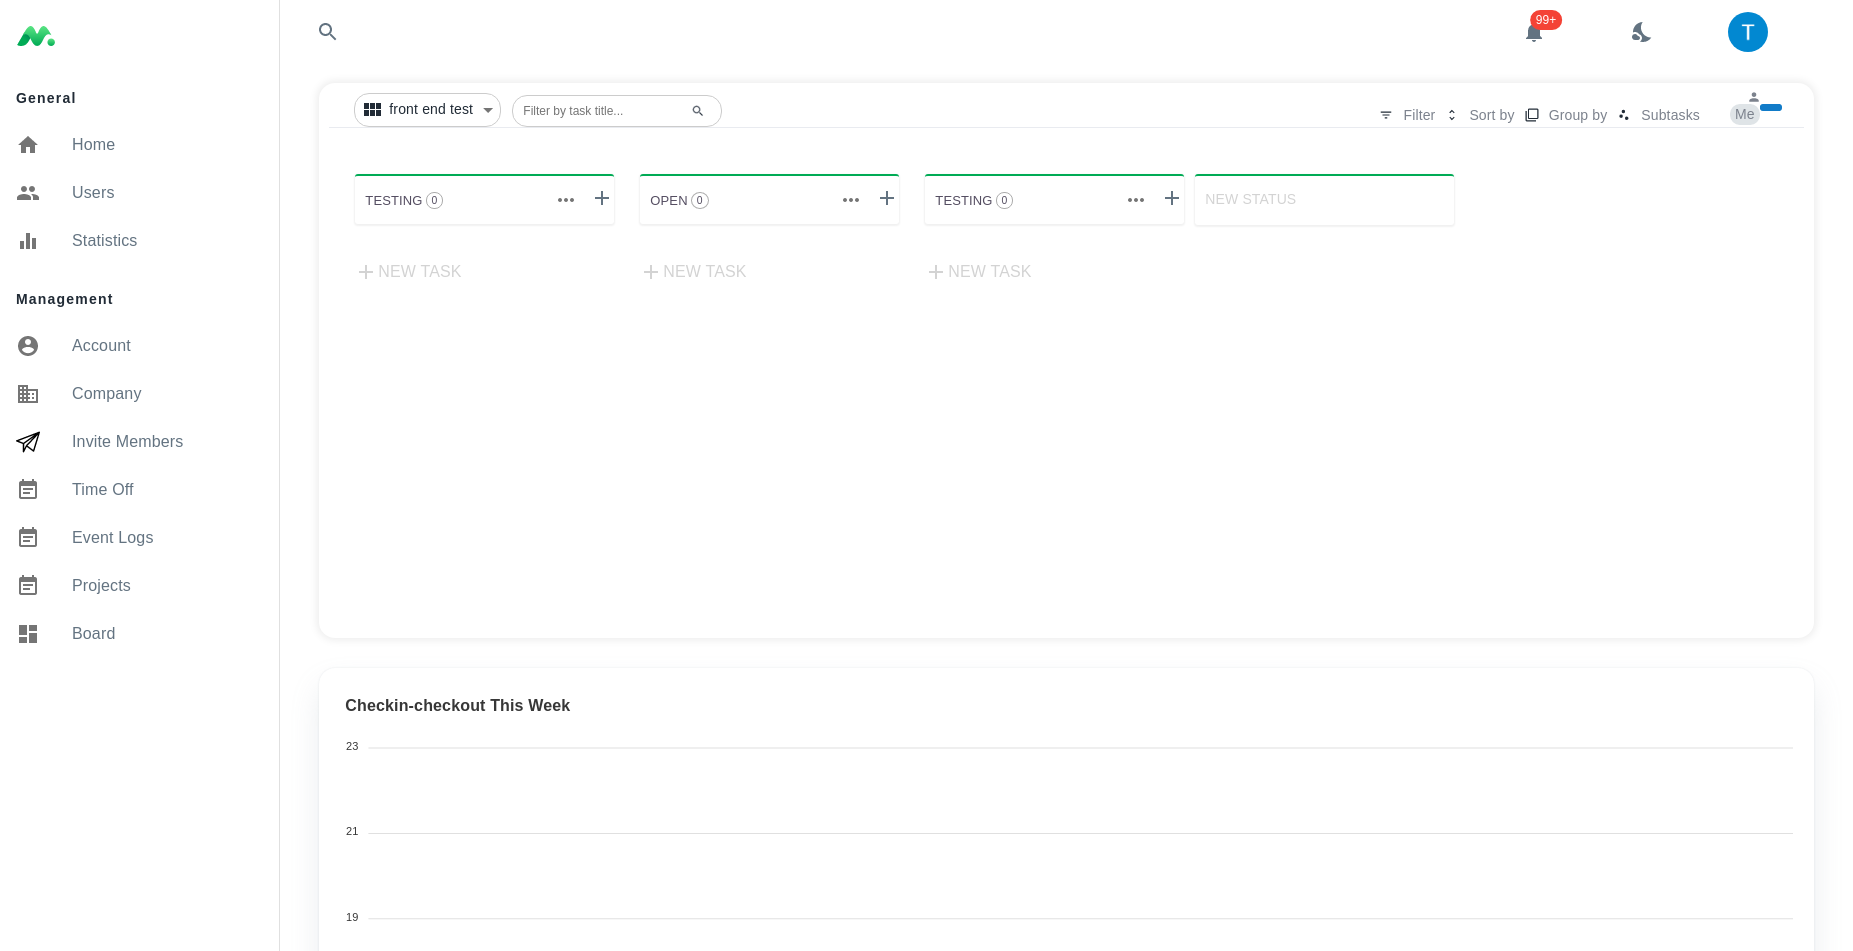 99+
T
General
Home
Users
Statistics
Management
Account
Company
Invite Members
Time Off
Event Logs
Projects
Board
front end test
Filter by task title...
Filter
Sort by
Group by
Subtasks
Me
TESTING 0
OPEN 0
TESTING 0
NEW STATUS
NEW TASK
NEW TASK
NEW TASK
Checkin-checkout This Week
23
21
19